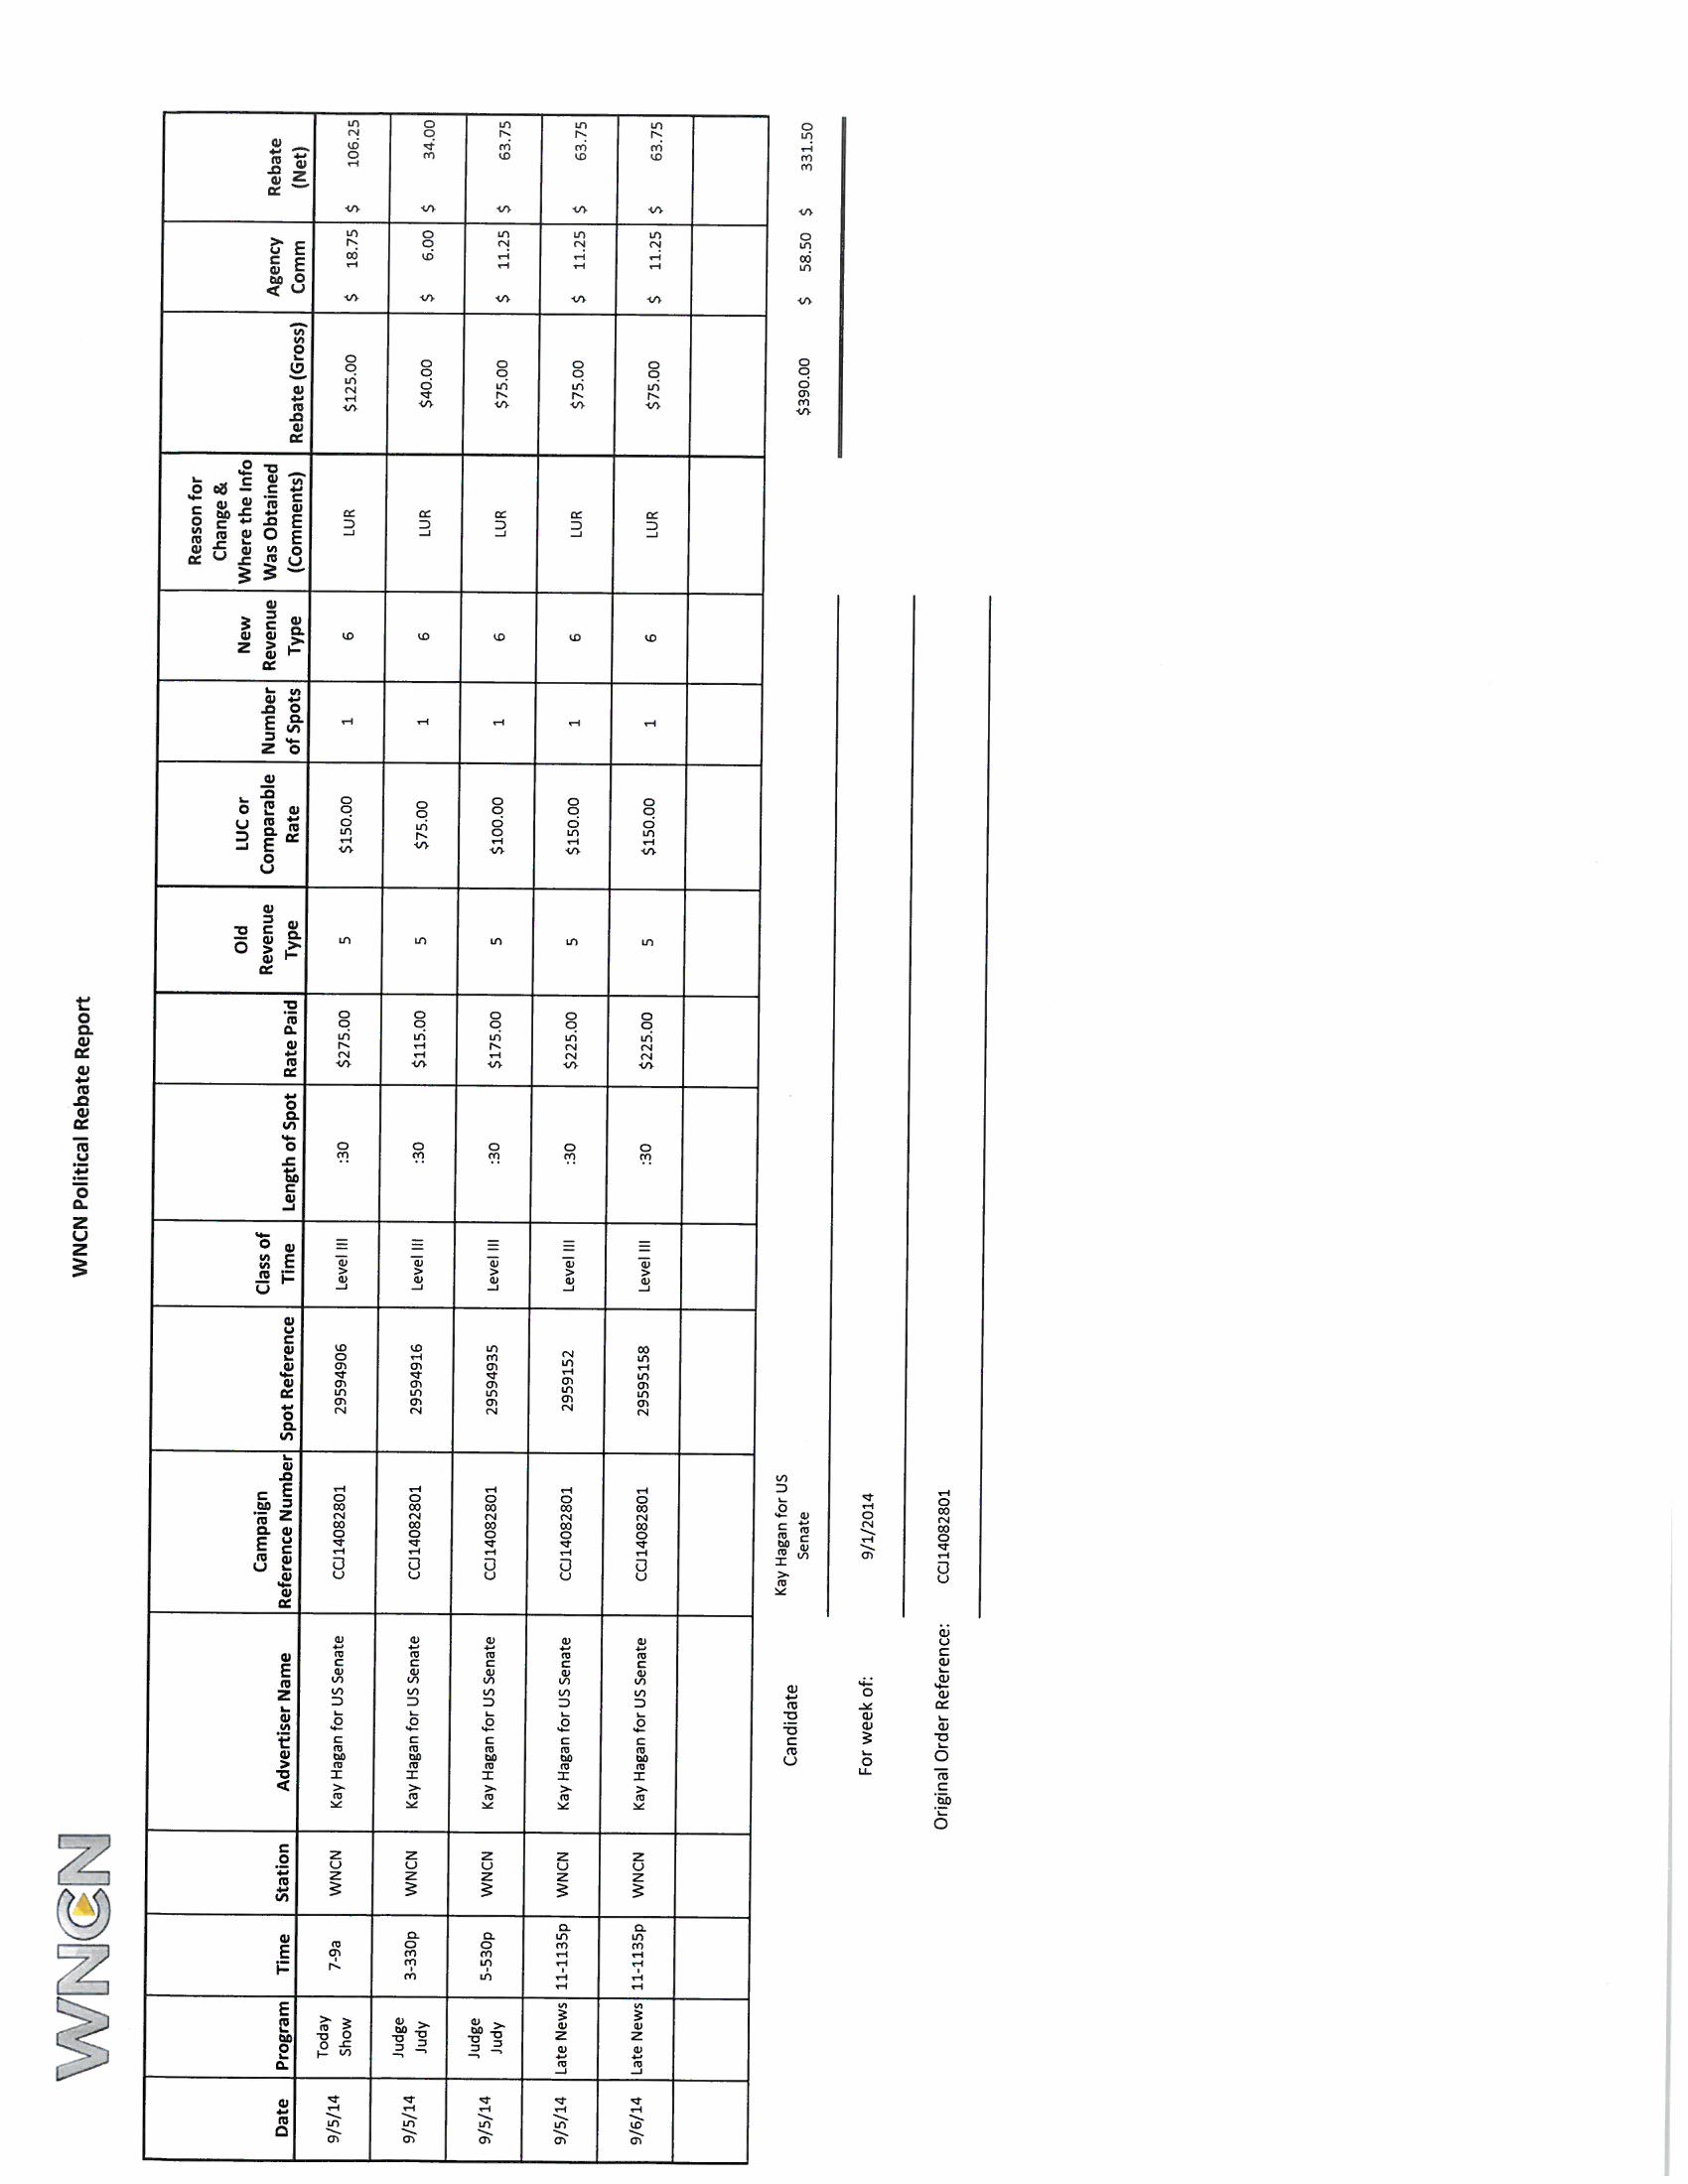 WNCN
WNCN Political Rebate Report
Date Program Time Station Advertiser Name Campaign Reference Number Spot Reference Class of Time Length of Spot Rate Paid Old Revenue Type LUC or Comparable Rate Number of Spots New Revenue Type Reason for Change & Where the Info Was Obtained (Comments) Rebate (Gross) Agency Comm Rebate (Net)
9/5/14 Today Show 7-9a WNCN Kay Hagan for US Senate CCJ14082801 29594906 Level III :30 $275.00 5 $150.00 1 6 LUR $125.00 $ 18.75 $ 106.25
9/5/14 Judge Judy 3-330p WNCN Kay Hagan for US Senate CCJ14082801 29594916 Level III :30 $115.00 5 $75.00 1 6 LUR $40.00 $ 6.00 $ 34.00
9/5/14 Judge Judy 5-530p WNCN Kay Hagan for US Senate CCJ14082801 29594935 Level III :30 $175.00 5 $100.00 1 6 LUR $75.00 $ 11.25 $ 63.75
9/5/14 Late News 11-1135p WNCN Kay Hagan for US Senate CCJ14082801 2959152 Level III :30 $225.00 5 $150.00 1 6 LUR $75.00 $ 11.25 $ 63.75
9/6/14 Late News 11-1135p WNCN Kay Hagan for US Senate CCJ14082801 29595158 Level III :30 $225.00 5 $150.00 1 6 LUR $75.00 $ 11.25 $ 63.75
Candidate Kay Hagan for US Senate $390.00 $ 58.50 $ 331.50
For week of: 9/1/2014
Original Order Reference: CCJ14082801